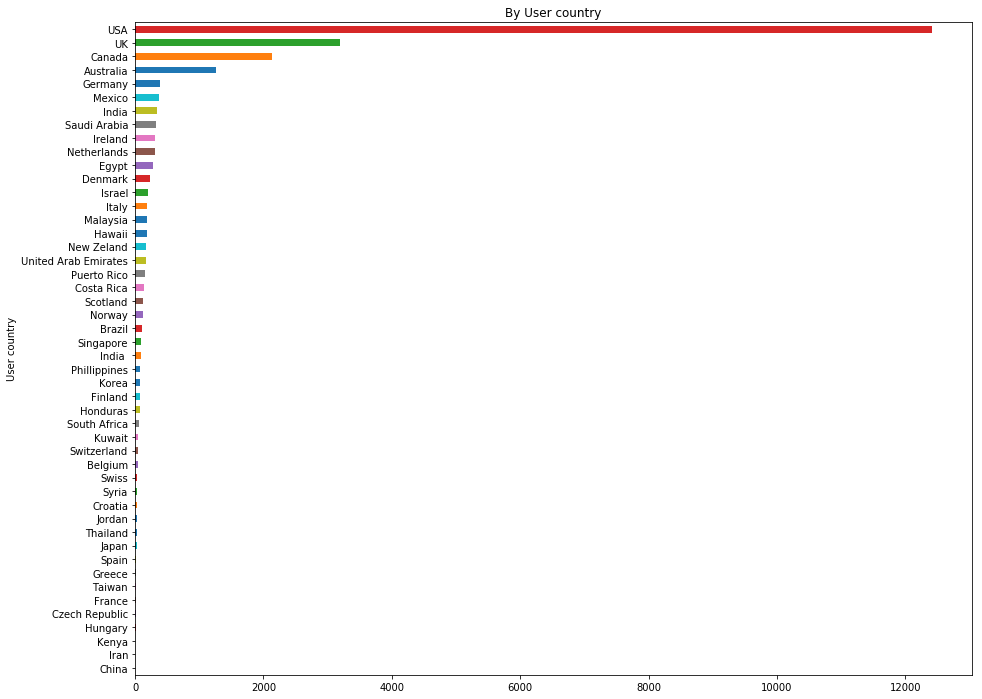 By User country
User country
USA
UK
Canada
Australia
Germany
Mexico
India
Saudi Arabia
Ireland
Netherlands
Egypt
Denmark
Israel
Italy
Malaysia
Hawaii
New Zeland
United Arab Emirates
Puerto Rico
Costa Rica
Scotland
Norway
Brazil
Singapore
India
Phillippines
Korea
Finland
Honduras
South Africa
Kuwait
Switzerland
Belgium
Swiss
Syria
Croatia
Jordan
Thailand
Japan
Spain
Greece
Taiwan
France
Czech Republic
Hungary
Kenya
Iran
China
0 2000 4000 6000 8000 10000 12000